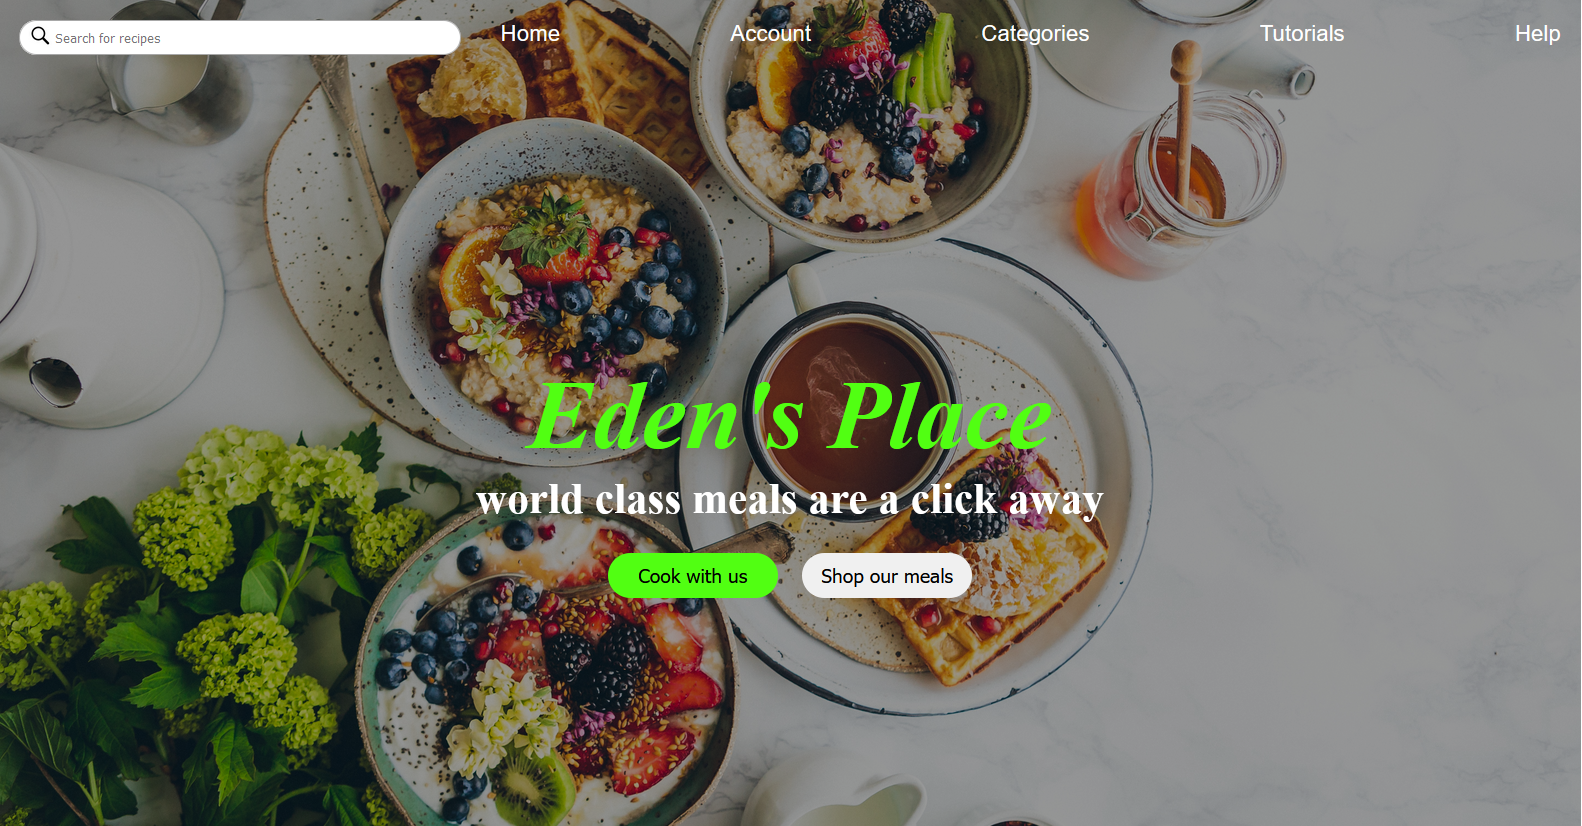 Search for recipes
Home
Account
Categories
Tutorials
Help
Eden's Place
world class meals are a click away
Cook with us
Shop our meals